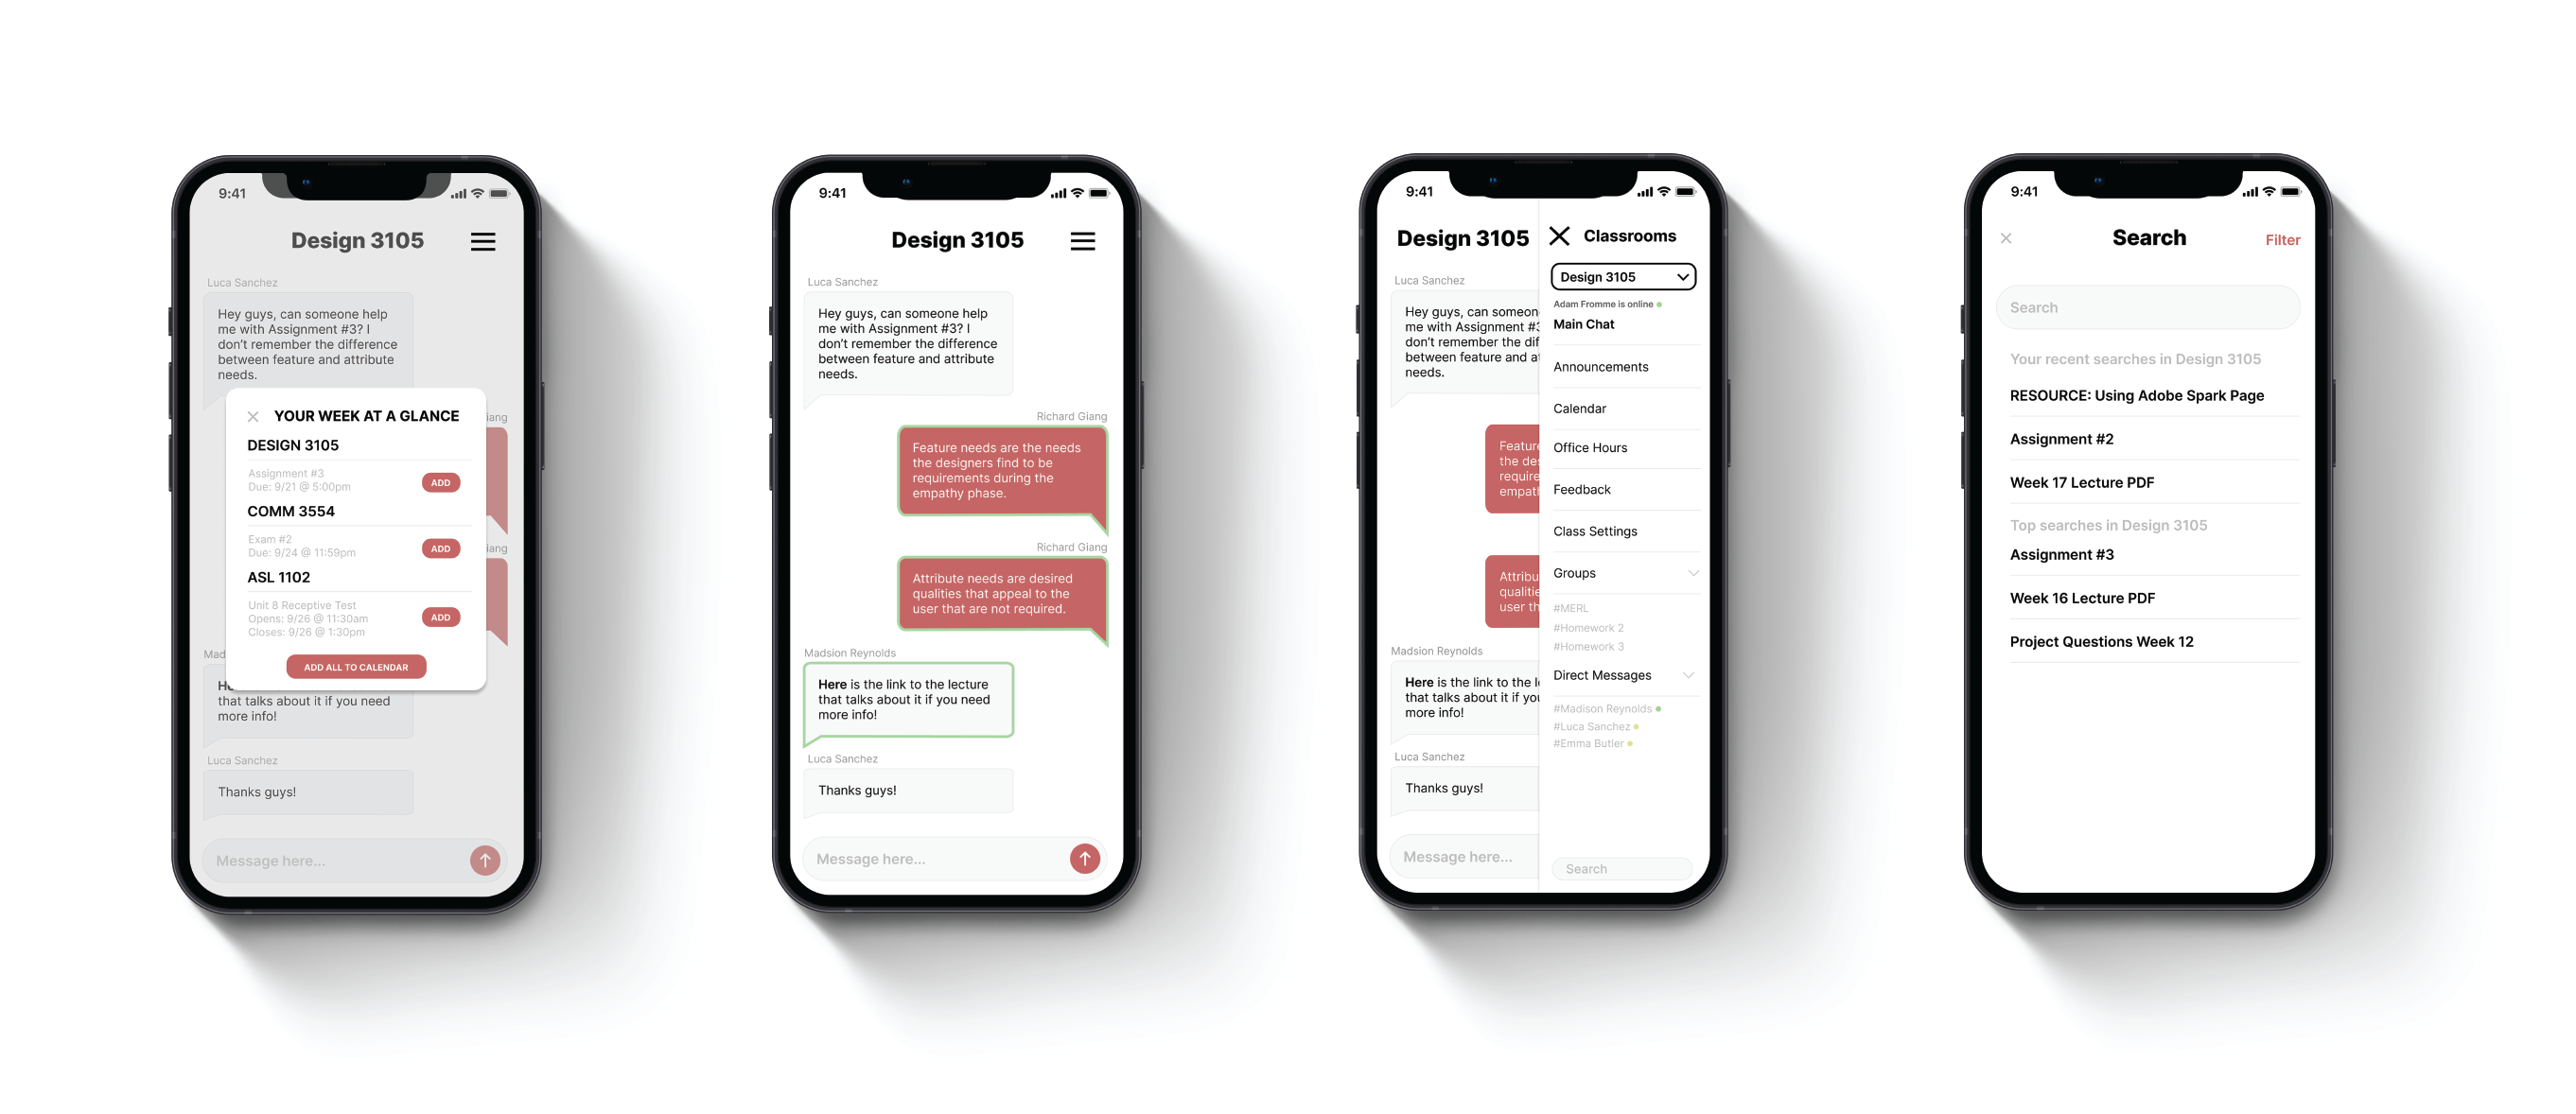 9:41
Design 3105
Luca Sanchez
Hey guys, can someone help
me with Assignment #3? I
don't remember the difference
between feature and attribute
needs.
iang
YOUR WEEK AT A GLANCE
DESIGN 3105
Assignment #3
Due: 9/21 @ 5:00pm
ADD
COMM 3554
Exam #2
Due: 9/24 @ 11:59pm
ADD
iang
ASL 1102
Unit 8 Receptive Test
Opens: 9/26 @ 11:30am
Closes: 9/26 @ 1:30pm
ADD
ADD ALL TO CALENDAR
Mad
He
that talks about it if you need
more info!
Luca Sanchez
Thanks guys!
Message here...
9:41
Design 3105
Luca Sanchez
Hey guys, can someone help
me with Assignment #3? I
don't remember the difference
between feature and attribute
needs.
Richard Giang
Feature needs are the needs
the designers find to be
requirements during the
empathy phase.
Richard Giang
Attribute needs are desired
qualities that appeal to the
user that are not required.
Madsion Reynolds
Here is the link to the lecture
that talks about it if you need
more info!
Luca Sanchez
Thanks guys!
Message here...
9:41
Design 3105
Luca Sanchez
Hey guys, can someon
me with Assignment #3
don't remember the dif
between feature and at
needs.
Feature
the des
require
empath
Attribu
qualitie
user th
Madsion Reynolds
Here is the link to the le
that talks about it if you
more info!
Luca Sanchez
Thanks guys!
Message here...
Classrooms
Design 3105
Adam Fromme is online
Main Chat
Announcements
Calendar
Office Hours
Feedback
Class Settings
Groups
#MERL
#Homework 2
#Homework 3
Direct Messages
#Madison Reynolds
#Luca Sanchez
#Emma Butler
Search
9:41
Search
Filter
Search
Your recent searches in Design 3105
RESOURCE: Using Adobe Spark Page
Assignment #2
Week 17 Lecture PDF
Top searches in Design 3105
Assignment #3
Week 16 Lecture PDF
Project Questions Week 12